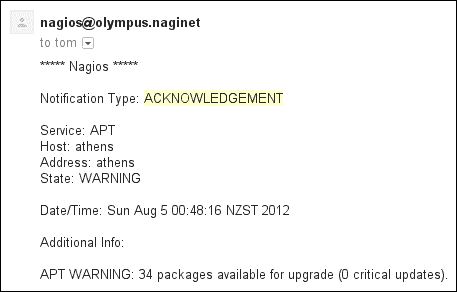 nagios@olympus.naginet
to tom
***** Nagios *****
Notification Type: ACKNOWLEDGEMENT
Service: APT
Host: athens
Address: athens
State: WARNING
Date/Time: Sun Aug 5 00:48:16 NZST 2012
Additional Info:
APT WARNING: 34 packages available for upgrade (0 critical updates).